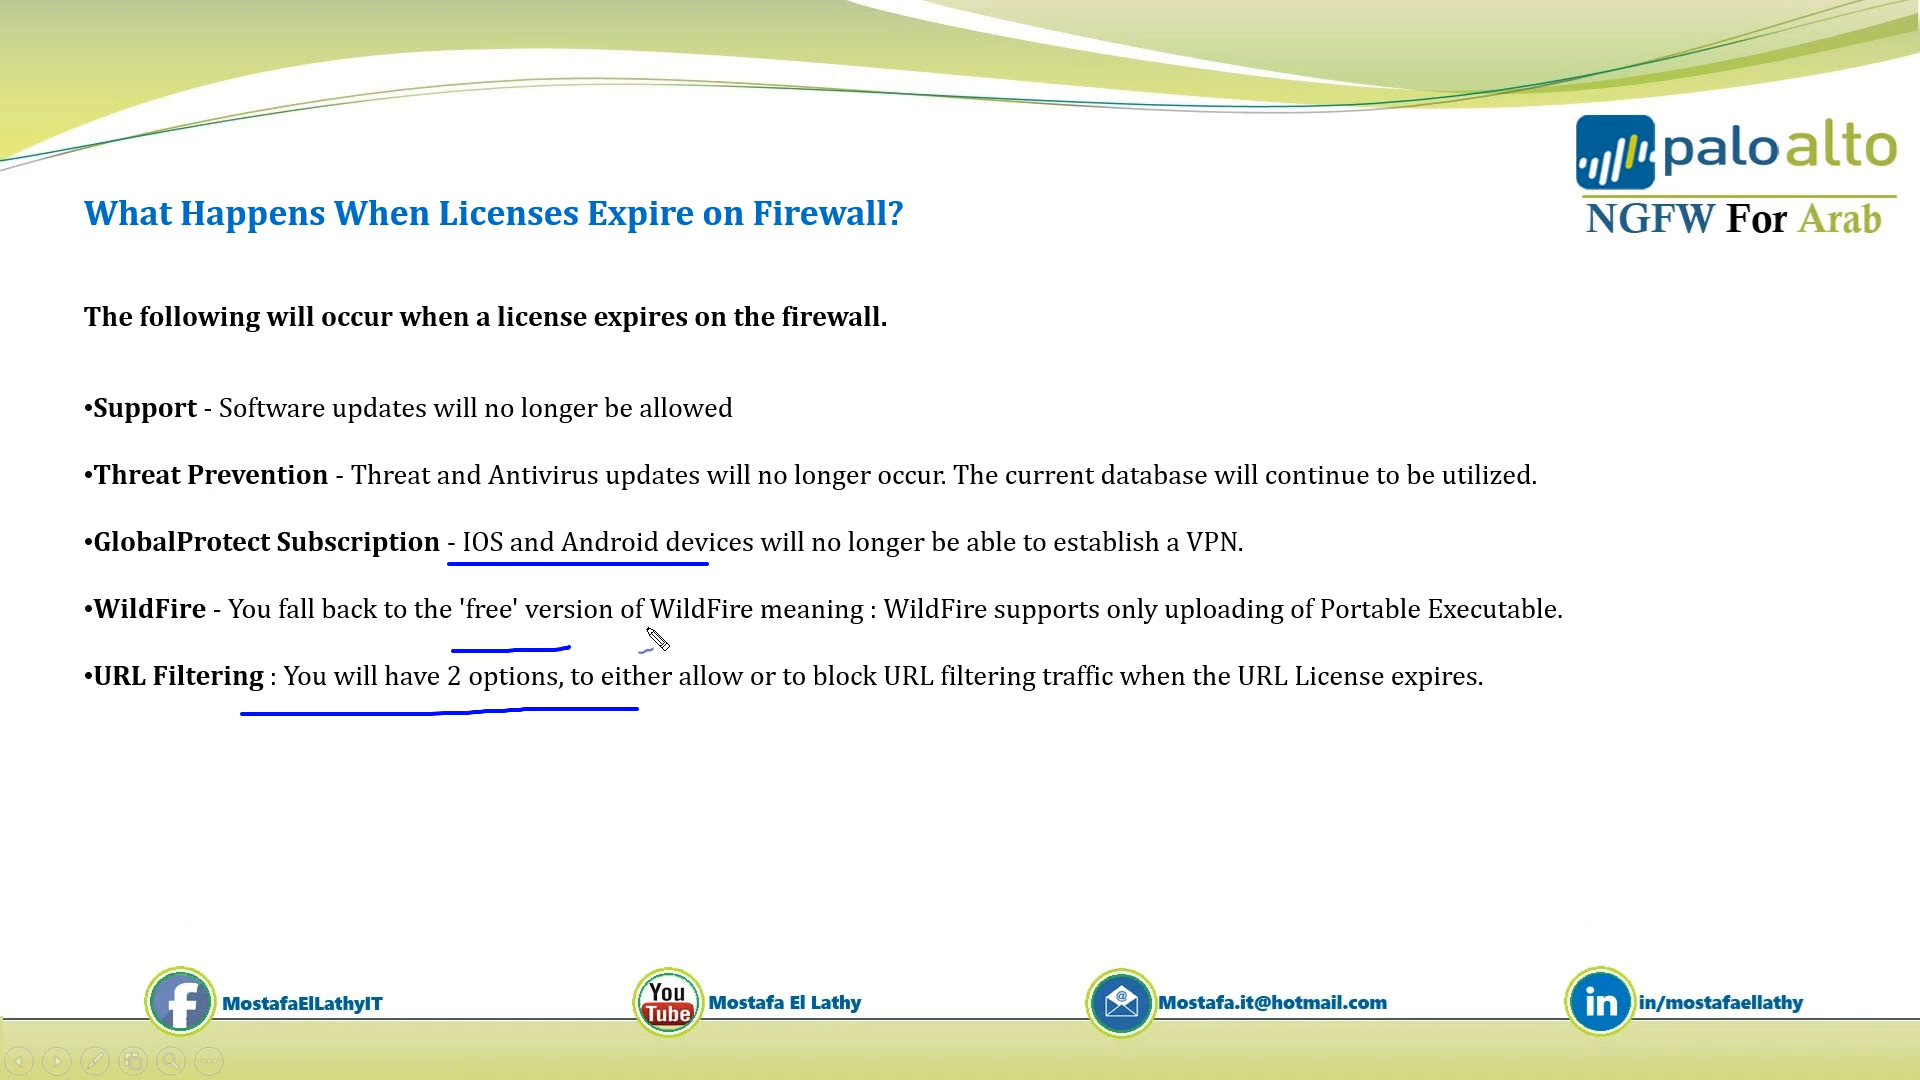 paloalto
NGFW For Arab
What Happens When Licenses Expire on Firewall?
The following will occur when a license expires on the firewall.
•Support - Software updates will no longer be allowed
•Threat Prevention - Threat and Antivirus updates will no longer occur. The current database will continue to be utilized.
•GlobalProtect Subscription - IOS and Android devices will no longer be able to establish a VPN.
•WildFire - You fall back to the 'free' version of WildFire meaning : WildFire supports only uploading of Portable Executable.
•URL Filtering : You will have 2 options, to either allow or to block URL filtering traffic when the URL License expires.
MostafaElLathyIT
You Tube Mostafa El Lathy
Mostafa.it@hotmail.com
in in/mostafaellathy